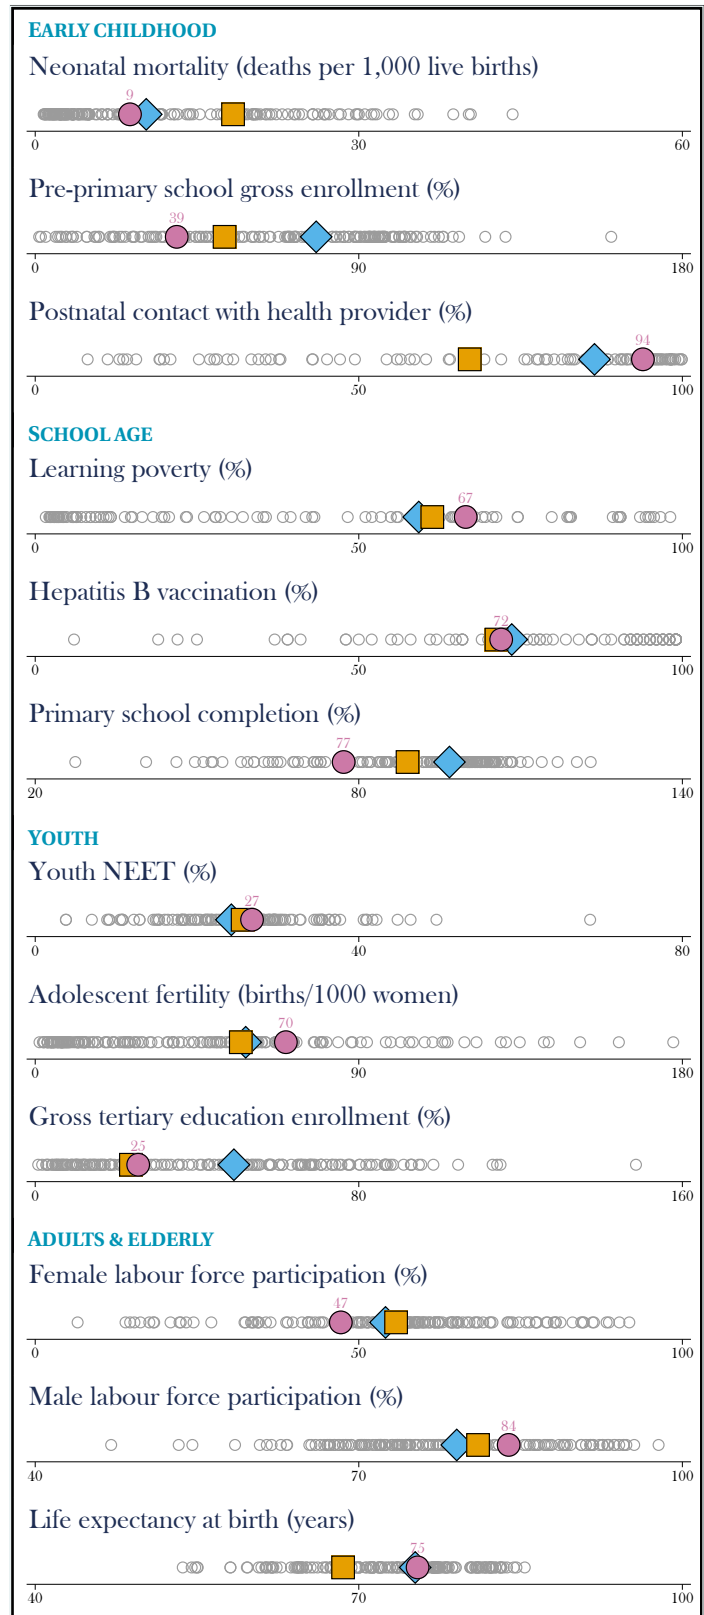 EARLY CHILDHOOD
Neonatal mortality (deaths per 1,000 live births)
9
0 30 60
Pre-primary school gross enrollment (%)
39
0 90 180
Postnatal contact with health provider (%)
94
0 50 100
SCHOOL AGE
Learning poverty (%)
67
0 50 100
Hepatitis B vaccination (%)
72
0 50 100
Primary school completion (%)
77
20 80 140
YOUTH
Youth NEET (%)
27
0 40 80
Adolescent fertility (births/1000 women)
70
0 90 180
Gross tertiary education enrollment (%)
25
0 80 160
ADULTS & ELDERLY
Female labour force participation (%)
47
0 50 100
Male labour force participation (%)
84
40 70 100
Life expectancy at birth (years)
75
40 70 100